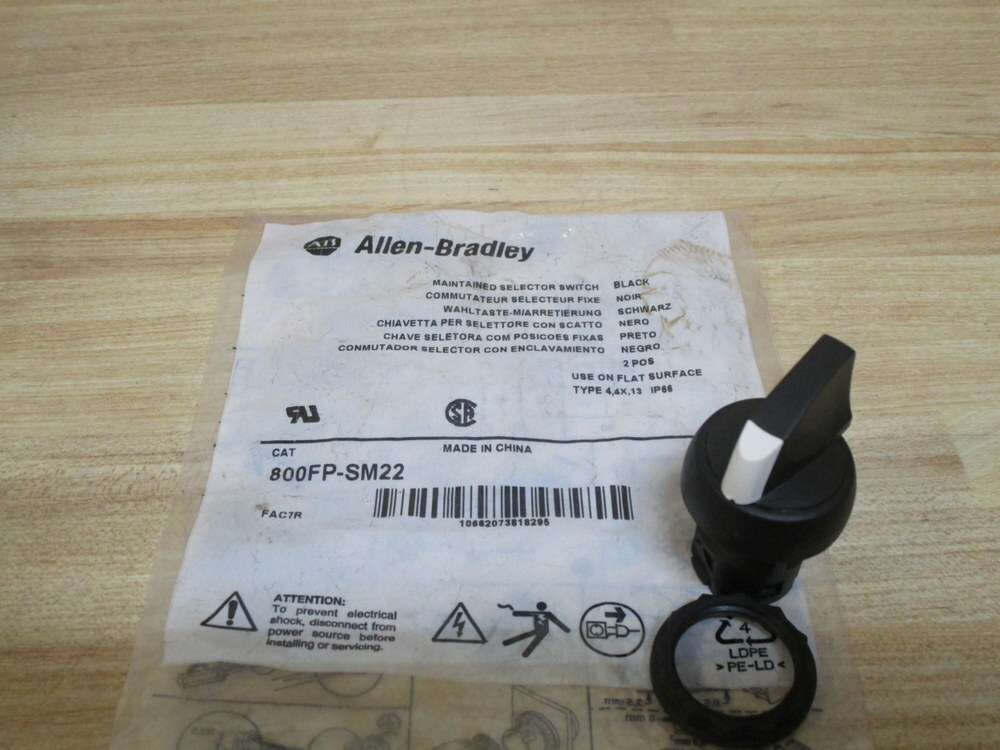 AB Allen-Bradley
MAINTAINED SELECTOR SWITCH BLACK
COMMUTATEUR SELECTEUR FIXE NOIR
WAHLTASTE-MIARRETIERUNG SCHWARZ
CHIAVETTA PER SELETTORE CON SCATTO NERO
CHAVE SELETORA COM POSICOES FIXAS PRETO
CONMUTADOR SELECTOR CON ENCLAVAMIENTO NEGRO
2 POS
USE ON FLAT SURFACE
TYPE 4,4X,13 IP66
CAT
MADE IN CHINA
800FP-SM22
FAC7R
10662073818295
ATTENTION:
To prevent electrical
shock, disconnect from
power source before
installing or servicing.
4
LDPE
> PE-LD <